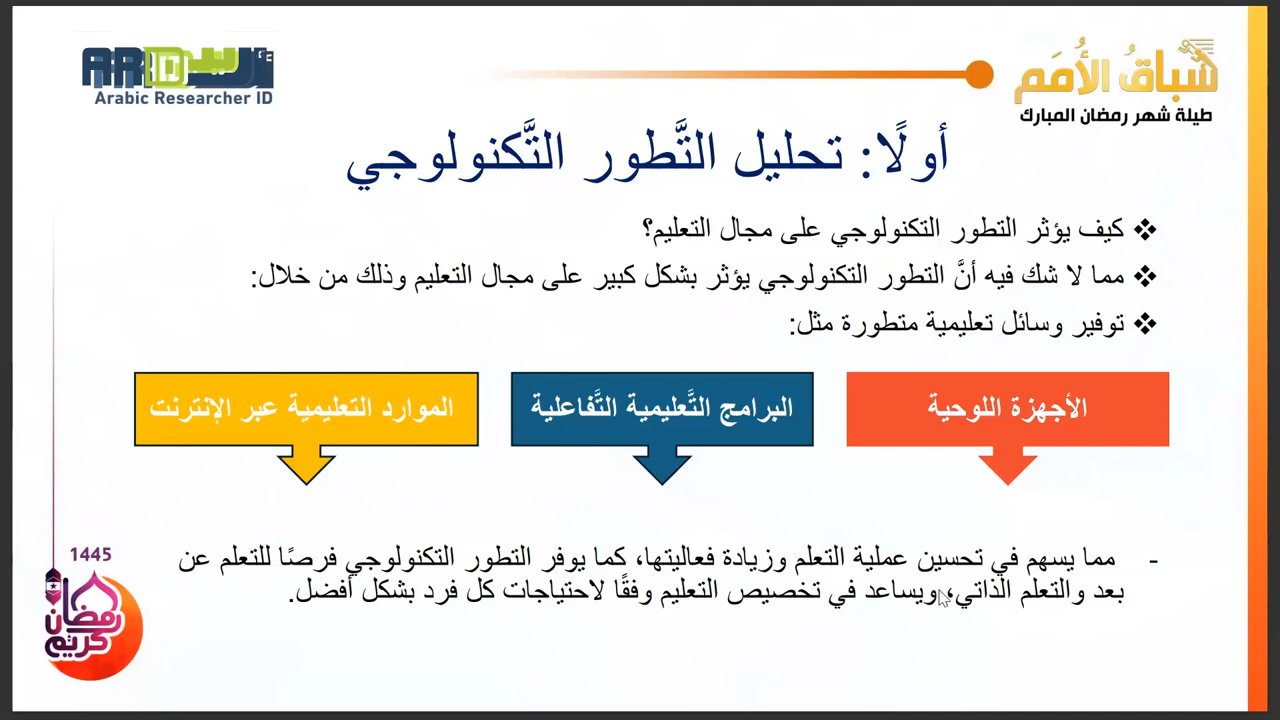 سباقُ الأُمَم
طيلة شهر رمضان المبارك
ARID
أريد
Arabic Researcher ID
أولًا: تحليل التَّطور التَّكنولوجي
❖ كيف يؤثر التطور التكنولوجي على مجال التعليم؟
❖ مما لا شك فيه أنَّ التطور التكنولوجي يؤثر بشكل كبير على مجال التعليم وذلك من خلال:
❖ توفير وسائل تعليمية متطورة مثل:
الأجهزة اللوحية
البرامج التَّعليمية التَّفاعلية
الموارد التعليمية عبر الإنترنت
- مما يسهم في تحسين عملية التعلم وزيادة فعاليتها، كما يوفر التطور التكنولوجي فرصًا للتعلم عن
بعد والتعلم الذاتي، ويساعد في تخصيص التعليم وفقًا لاحتياجات كل فرد بشكل أفضل.
1445
رمضان
كريم